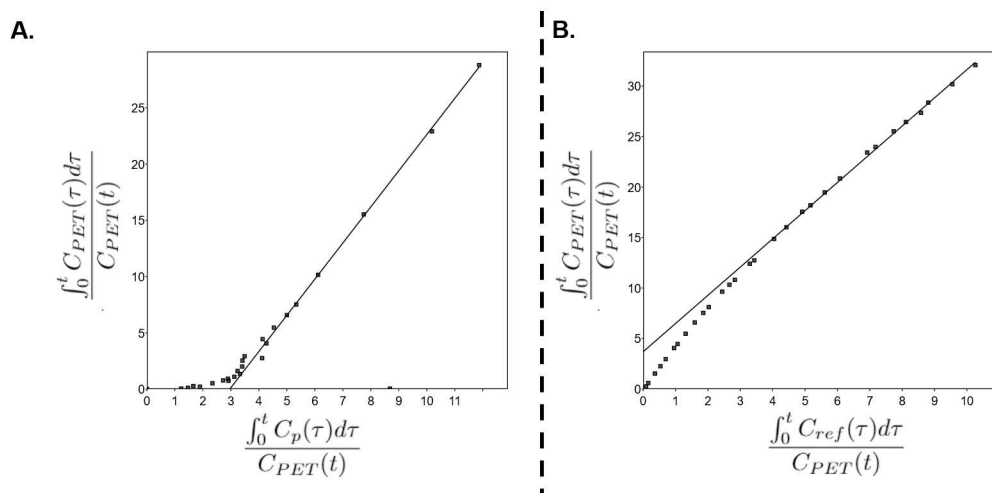 A.
B.
25
20
15
10
5
0
0 1 2 3 4 5 6 7 8 9 10 11
∫₀ᵗ C_PET(τ)dτ
C_PET(t)
∫₀ᵗ C_p(τ)dτ
C_PET(t)
30
25
20
15
10
5
0
0 1 2 3 4 5 6 7 8 9 10
∫₀ᵗ C_PET(τ)dτ
C_PET(t)
∫₀ᵗ C_ref(τ)dτ
C_PET(t)